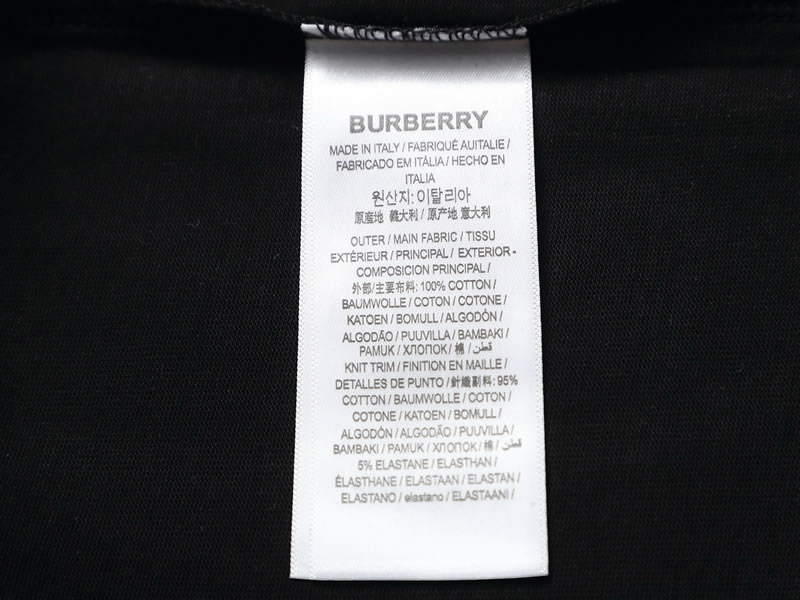 BURBERRY
MADE IN ITALY / FABRIQUÉ AUITALIE /
FABRICADO EM ITÁLIA / HECHO EN
ITALIA
원산지: 이탈리아
原産地 義大利 / 原产地 意大利
OUTER / MAIN FABRIC / TISSU
EXTÉRIEUR / PRINCIPAL / EXTERIOR -
COMPOSICION PRINCIPAL /
外部/主要布料: 100% COTTON /
BAUMWOLLE / COTON / COTONE /
KATOEN / BOMULL / ALGODÓN /
ALGODÃO / PUUVILLA / BAMBAKI /
PAMUK / ХЛОПОК / 棉 / قطن
KNIT TRIM / FINITION EN MAILLE /
DETALLES DE PUNTO / 針織副料: 95%
COTTON / BAUMWOLLE / COTON /
COTONE / KATOEN / BOMULL /
ALGODÓN / ALGODÃO / PUUVILLA /
BAMBAKI / PAMUK / ХЛОПОК / 棉 / قطن
5% ELASTANE / ELASTHAN /
ÉLASTHANE / ELASTAAN / ELASTAN /
ELASTANO / elastano / ELASTAANI /